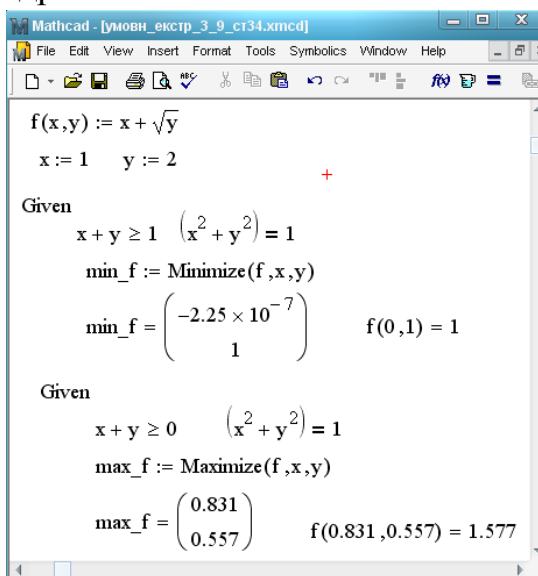 Mathcad - [умовн_екстр_3_9_ст34.xmcd]
File Edit View Insert Format Tools Symbolics Window Help
f(x,y) := x + √y
x := 1 y := 2
Given
x + y ≥ 1 (x² + y²) = 1
min_f := Minimize(f,x,y)
min_f = (−2.25 × 10⁻⁷
1) f(0,1) = 1
Given
x + y ≥ 0 (x² + y²) = 1
max_f := Maximize(f,x,y)
max_f = (0.831
0.557) f(0.831,0.557) = 1.577